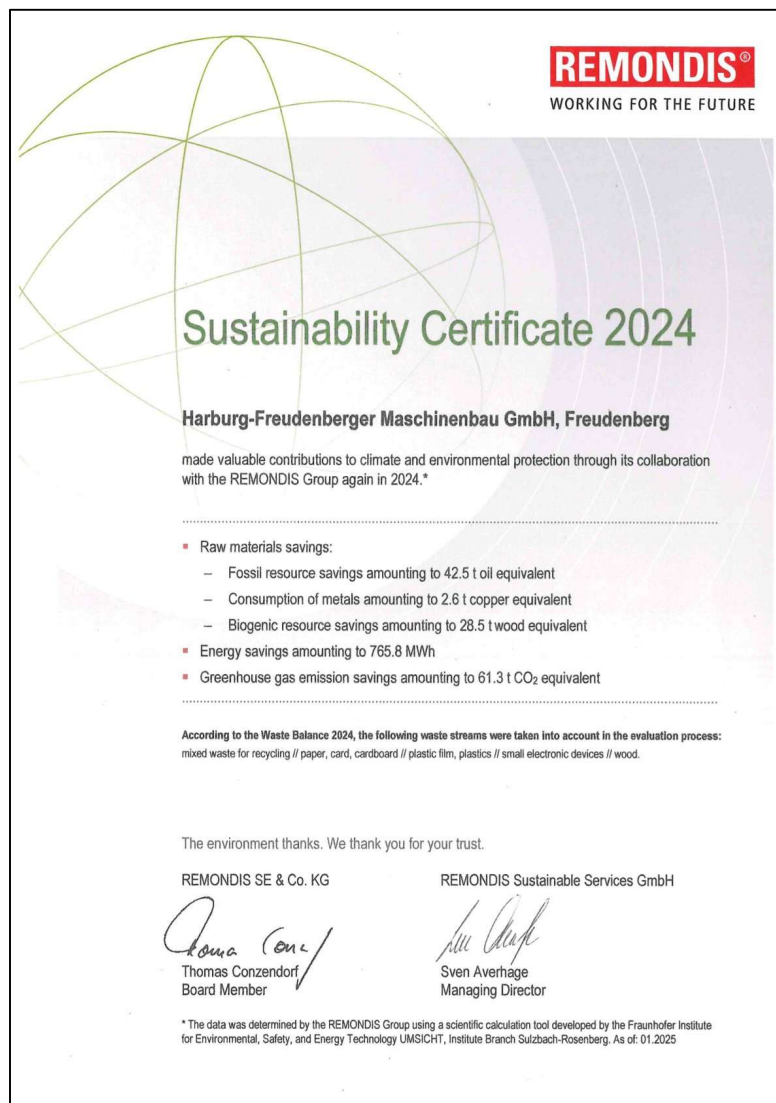 REMONDIS®
WORKING FOR THE FUTURE
Sustainability Certificate 2024
Harburg-Freudenberger Maschinenbau GmbH, Freudenberg
made valuable contributions to climate and environmental protection through its collaboration
with the REMONDIS Group again in 2024.*
▪ Raw materials savings:
– Fossil resource savings amounting to 42.5 t oil equivalent
– Consumption of metals amounting to 2.6 t copper equivalent
– Biogenic resource savings amounting to 28.5 t wood equivalent
▪ Energy savings amounting to 765.8 MWh
▪ Greenhouse gas emission savings amounting to 61.3 t CO₂ equivalent
According to the Waste Balance 2024, the following waste streams were taken into account in the evaluation process:
mixed waste for recycling // paper, card, cardboard // plastic film, plastics // small electronic devices // wood.
The environment thanks. We thank you for your trust.
REMONDIS SE & Co. KG
REMONDIS Sustainable Services GmbH
Thomas Conzendorf
Board Member
Sven Averhage
Managing Director
* The data was determined by the REMONDIS Group using a scientific calculation tool developed by the Fraunhofer Institute
for Environmental, Safety, and Energy Technology UMSICHT, Institute Branch Sulzbach-Rosenberg. As of: 01.2025